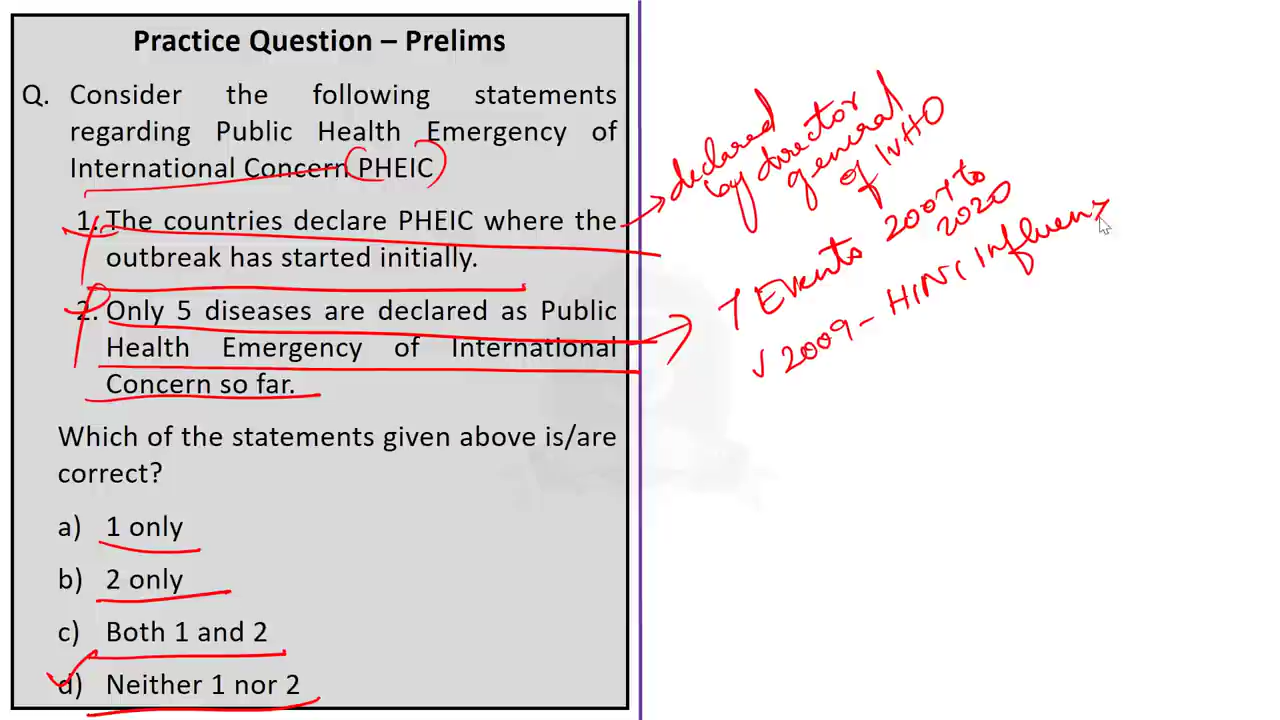 Practice Question – Prelims
Q. Consider the following statements
regarding Public Health Emergency of
International Concern (PHEIC)
1. The countries declare PHEIC where the
outbreak has started initially.
2. Only 5 diseases are declared as Public
Health Emergency of International
Concern so far.
Which of the statements given above is/are
correct?
a) 1 only
b) 2 only
c) Both 1 and 2
d) Neither 1 nor 2
declared
by director
general
of WHO
7 Events 2007 to
2020
✓ 2009 – H1N1 Influenz